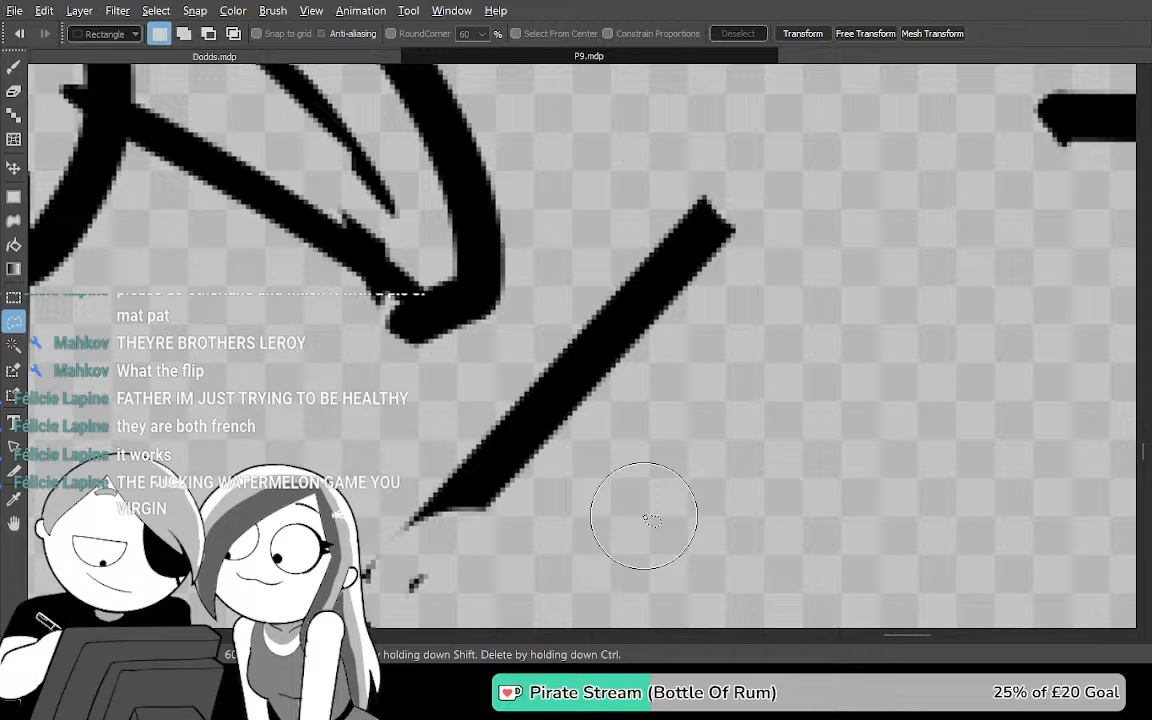 File Edit Layer Filter Select Snap Color Brush View Animation Tool Window Help
Rectangle Snap to grid Anti-aliasing RoundCorner 60 % Select From Center Constrain Proportions Deselect Transform Free Transform Mesh Transform
Dodds.mdp P9.mdp
mat pat
Mahkov THEYRE BROTHERS LEROY
Mahkov What the flip
Félicie Lapine FATHER IM JUST TRYING TO BE HEALTHY
Félicie Lapine they are both french
Félicie Lapine it works
Félicie Lapine THE FUCKING WATERMELON GAME YOU
VIRGIN
holding down Shift. Delete by holding down Ctrl.
Pirate Stream (Bottle Of Rum) 25% of £20 Goal